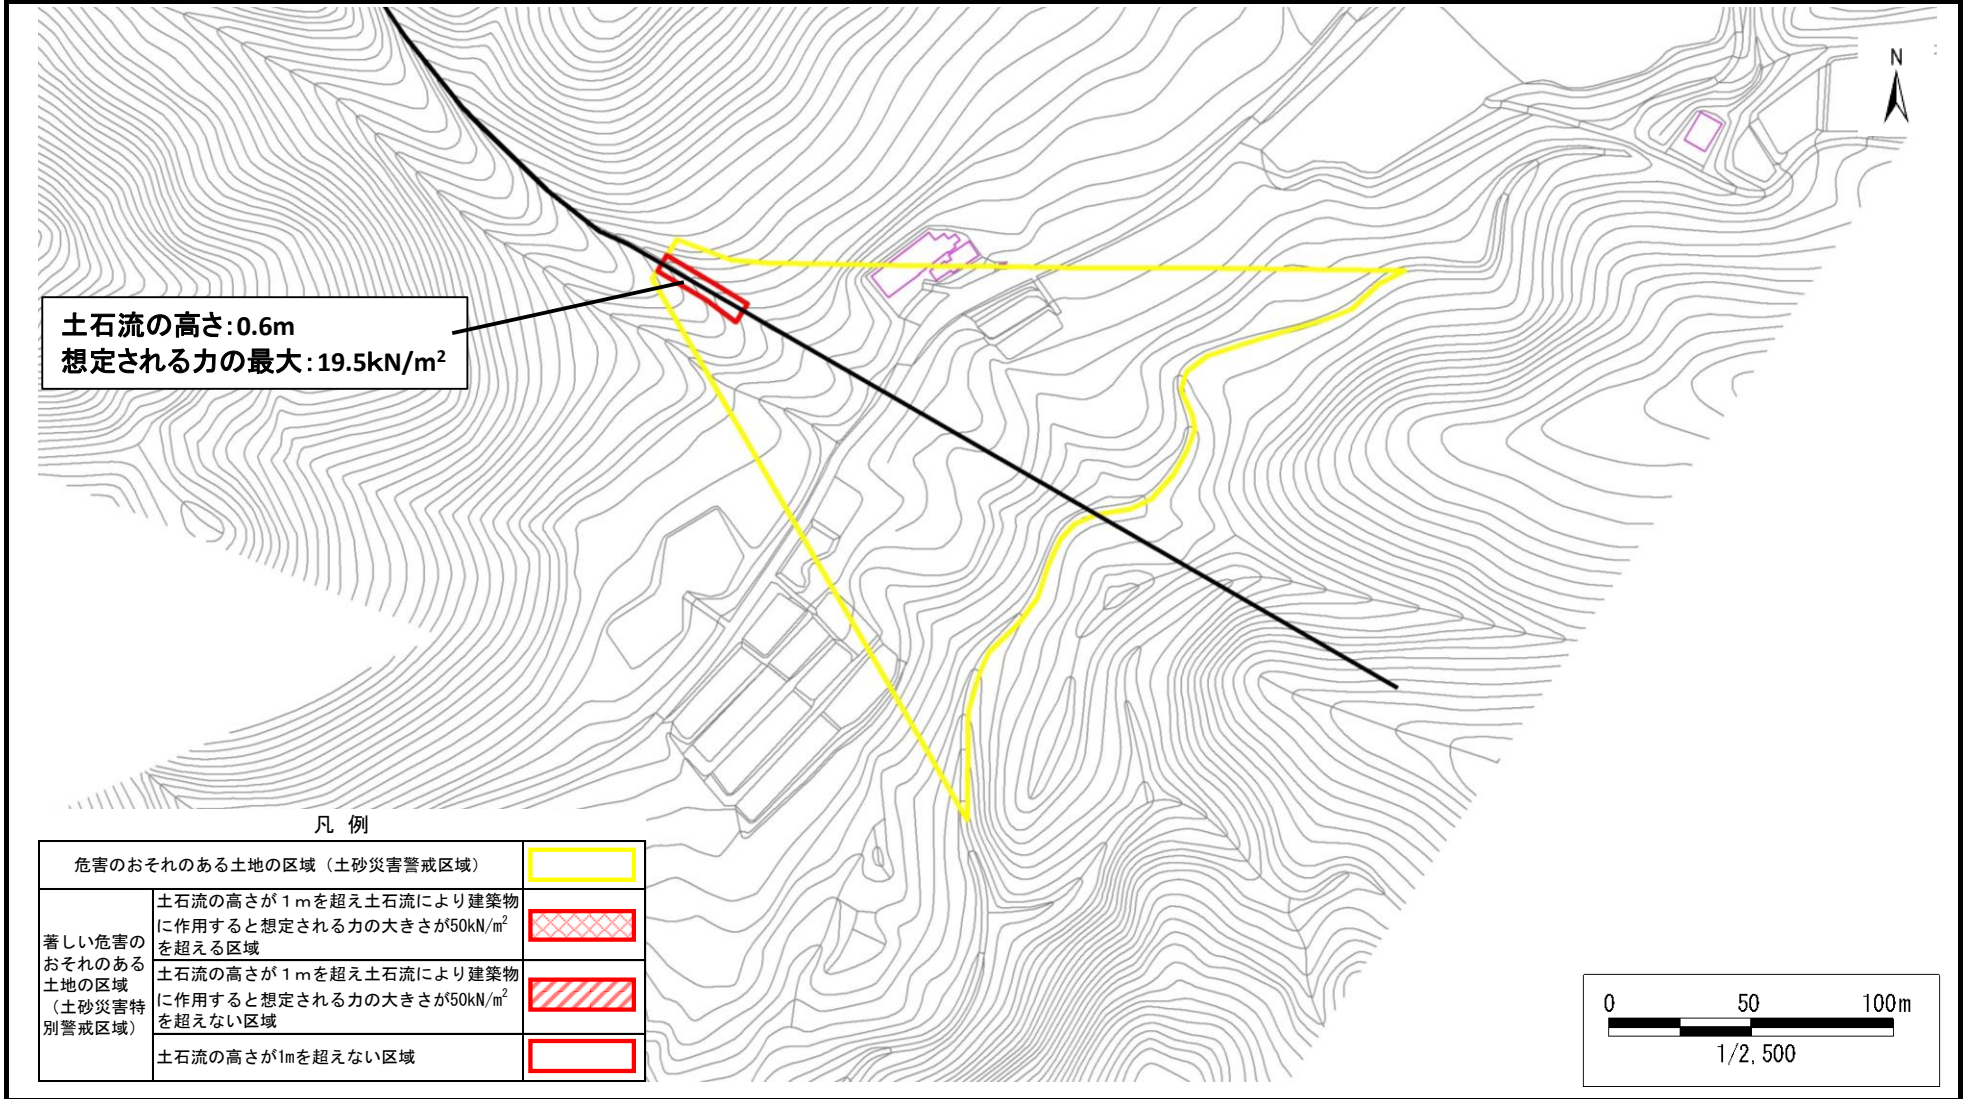 N
土石流の高さ：0.6m
想定される力の最大：19.5kN/m²
凡 例
危害のおそれのある土地の区域（土砂災害警戒区域）
著しい危害の
おそれのある
土地の区域
（土砂災害特
別警戒区域）
土石流の高さが１ｍを超え土石流により建築物
に作用すると想定される力の大きさが50kN/m²
を超える区域
土石流の高さが１ｍを超え土石流により建築物
に作用すると想定される力の大きさが50kN/m²
を超えない区域
土石流の高さが1mを超えない区域
0 50 100m
1/2,500